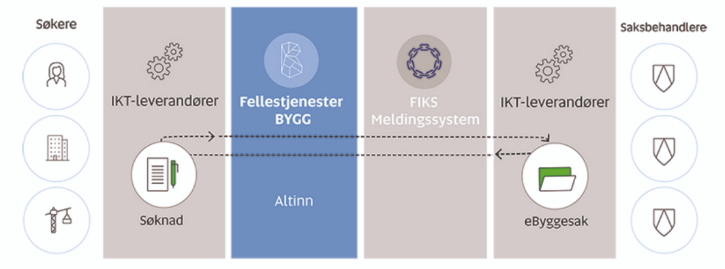 Søkere
IKT-leverandører
Søknad
Fellestjenester
BYGG
Altinn
FIKS
Meldingssystem
IKT-leverandører
eByggesak
Saksbehandlere